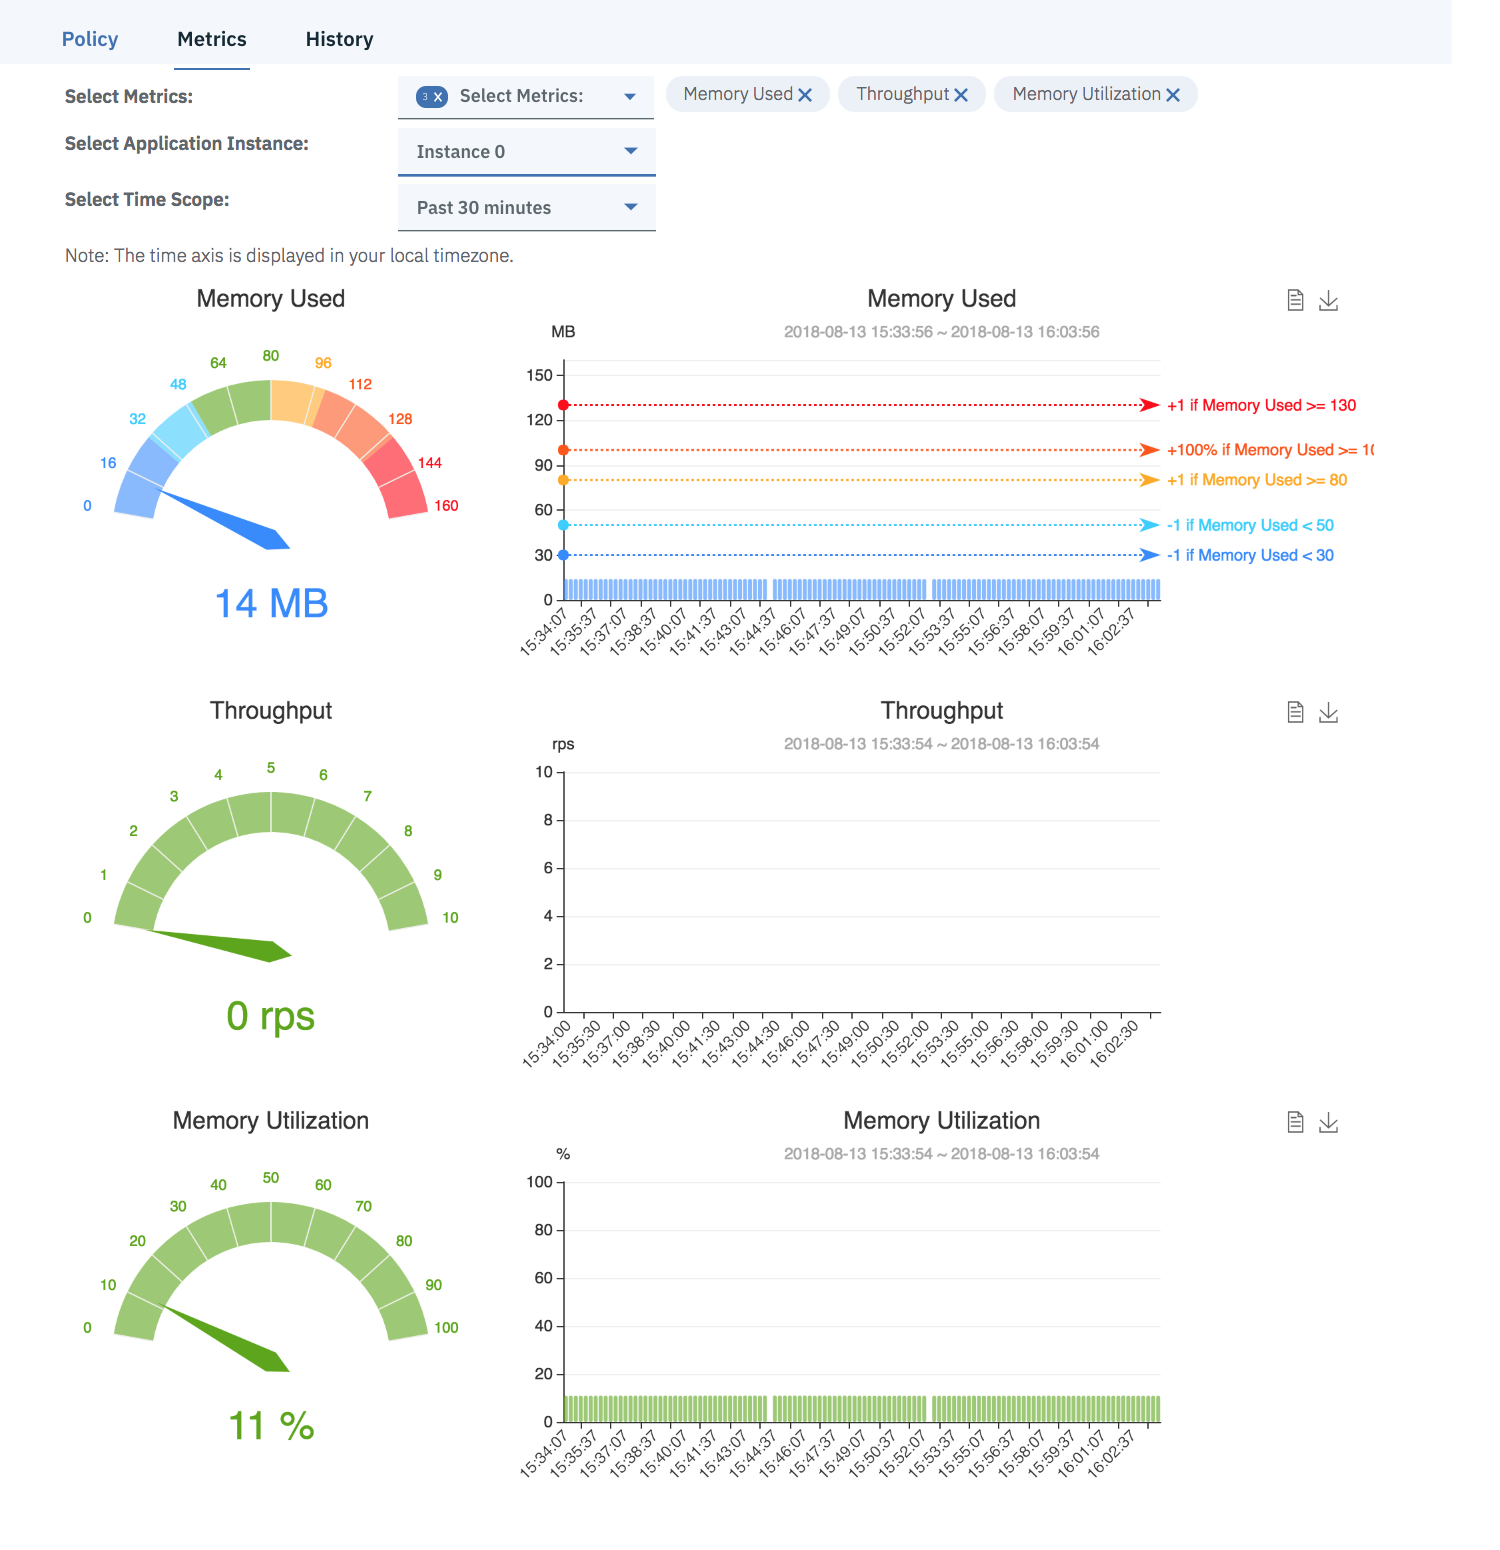 Policy Metrics History
Select Metrics: 3 X Select Metrics: Memory Used X Throughput X Memory Utilization X
Select Application Instance: Instance 0
Select Time Scope: Past 30 minutes
Note: The time axis is displayed in your local timezone.
Memory Used
0
16
32
48
64
80
96
112
128
144
160
14 MB
Memory Used
2018-08-13 15:33:56 ~ 2018-08-13 16:03:56
MB
150
120
90
60
30
0
+1 if Memory Used >= 130
+100% if Memory Used >= 10
+1 if Memory Used >= 80
-1 if Memory Used < 50
-1 if Memory Used < 30
15:34:07 15:35:37 15:37:07 15:38:37 15:40:07 15:41:37 15:43:07 15:44:37 15:46:07 15:47:37 15:49:07 15:50:37 15:52:07 15:53:37 15:55:07 15:56:37 15:58:07 15:59:37 16:01:07 16:02:37
Throughput
0
1
2
3
4
5
6
7
8
9
10
0 rps
Throughput
2018-08-13 15:33:54 ~ 2018-08-13 16:03:54
rps
10
8
6
4
2
0
15:34:00 15:35:30 15:37:00 15:38:30 15:40:00 15:41:30 15:43:00 15:44:30 15:46:00 15:47:30 15:49:00 15:50:30 15:52:00 15:53:30 15:55:00 15:56:30 15:58:00 15:59:30 16:01:00 16:02:30
Memory Utilization
0
10
20
30
40
50
60
70
80
90
100
11 %
Memory Utilization
2018-08-13 15:33:54 ~ 2018-08-13 16:03:54
%
100
80
60
40
20
0
15:34:07 15:35:37 15:37:07 15:38:37 15:40:07 15:41:37 15:43:07 15:44:37 15:46:07 15:47:37 15:49:07 15:50:37 15:52:07 15:53:37 15:55:07 15:56:37 15:58:07 15:59:37 16:01:07 16:02:37